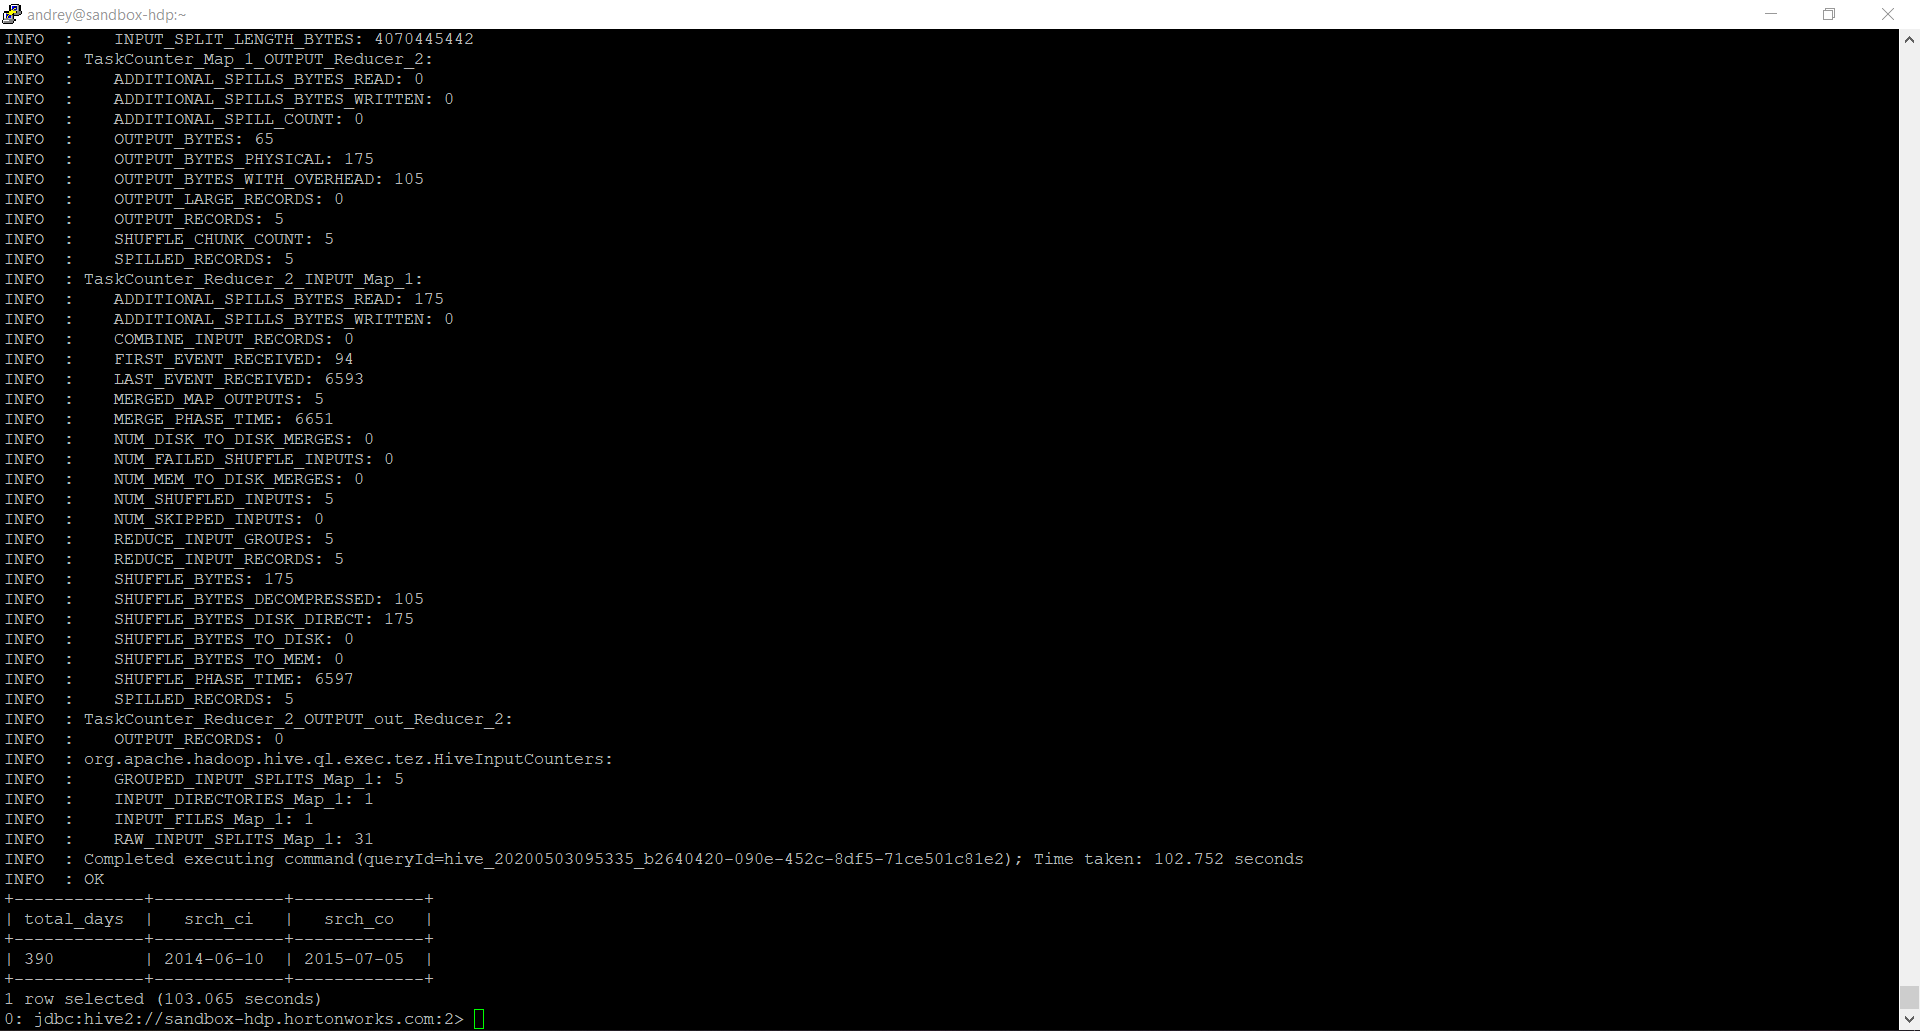 andrey@sandbox-hdp:~
INFO  :     INPUT_SPLIT_LENGTH_BYTES: 4070445442
INFO  : TaskCounter_Map_1_OUTPUT_Reducer_2:
INFO  :    ADDITIONAL_SPILLS_BYTES_READ: 0
INFO  :    ADDITIONAL_SPILLS_BYTES_WRITTEN: 0
INFO  :    ADDITIONAL_SPILL_COUNT: 0
INFO  :    OUTPUT_BYTES: 65
INFO  :    OUTPUT_BYTES_PHYSICAL: 175
INFO  :    OUTPUT_BYTES_WITH_OVERHEAD: 105
INFO  :    OUTPUT_LARGE_RECORDS: 0
INFO  :    OUTPUT_RECORDS: 5
INFO  :    SHUFFLE_CHUNK_COUNT: 5
INFO  :    SPILLED_RECORDS: 5
INFO  : TaskCounter_Reducer_2_INPUT_Map_1:
INFO  :    ADDITIONAL_SPILLS_BYTES_READ: 175
INFO  :    ADDITIONAL_SPILLS_BYTES_WRITTEN: 0
INFO  :    COMBINE_INPUT_RECORDS: 0
INFO  :    FIRST_EVENT_RECEIVED: 94
INFO  :    LAST_EVENT_RECEIVED: 6593
INFO  :    MERGED_MAP_OUTPUTS: 5
INFO  :    MERGE_PHASE_TIME: 6651
INFO  :    NUM_DISK_TO_DISK_MERGES: 0
INFO  :    NUM_FAILED_SHUFFLE_INPUTS: 0
INFO  :    NUM_MEM_TO_DISK_MERGES: 0
INFO  :    NUM_SHUFFLED_INPUTS: 5
INFO  :    NUM_SKIPPED_INPUTS: 0
INFO  :    REDUCE_INPUT_GROUPS: 5
INFO  :    REDUCE_INPUT_RECORDS: 5
INFO  :    SHUFFLE_BYTES: 175
INFO  :    SHUFFLE_BYTES_DECOMPRESSED: 105
INFO  :    SHUFFLE_BYTES_DISK_DIRECT: 175
INFO  :    SHUFFLE_BYTES_TO_DISK: 0
INFO  :    SHUFFLE_BYTES_TO_MEM: 0
INFO  :    SHUFFLE_PHASE_TIME: 6597
INFO  :    SPILLED_RECORDS: 5
INFO  : TaskCounter_Reducer_2_OUTPUT_out_Reducer_2:
INFO  :    OUTPUT_RECORDS: 0
INFO  : org.apache.hadoop.hive.ql.exec.tez.HiveInputCounters:
INFO  :    GROUPED_INPUT_SPLITS_Map_1: 5
INFO  :    INPUT_DIRECTORIES_Map_1: 1
INFO  :    INPUT_FILES_Map_1: 1
INFO  :    RAW_INPUT_SPLITS_Map_1: 31
INFO  : Completed executing command(queryId=hive_20200503095335_b2640420-090e-452c-8df5-71ce501c81e2); Time taken: 102.752 seconds
INFO  : OK
+-------------+-------------+-------------+
| total_days  |   srch_ci   |   srch_co   |
+-------------+-------------+-------------+
| 390         | 2014-06-10  | 2015-07-05  |
+-------------+-------------+-------------+
1 row selected (103.065 seconds)
0: jdbc:hive2://sandbox-hdp.hortonworks.com:2>